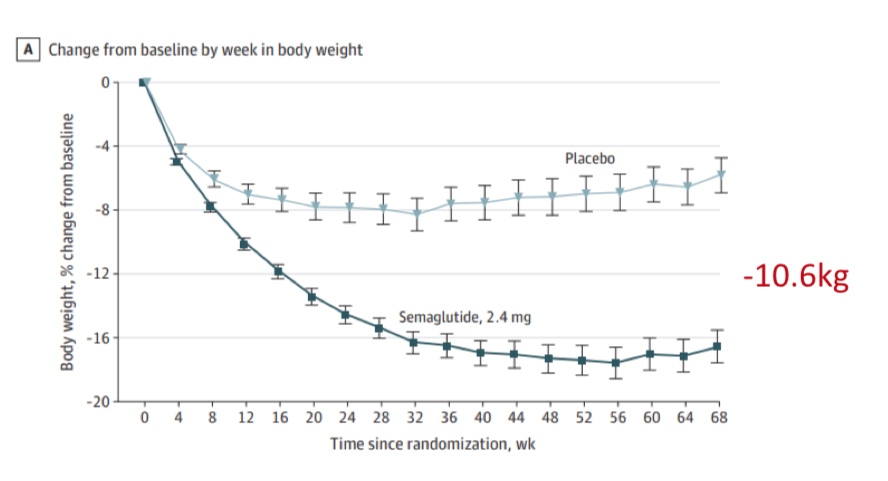 A Change from baseline by week in body weight
Body weight, % change from baseline
0
-4
-8
-12
-16
-20
Placebo
Semaglutide, 2.4 mg
-10.6kg
0 4 8 12 16 20 24 28 32 36 40 44 48 52 56 60 64 68
Time since randomization, wk